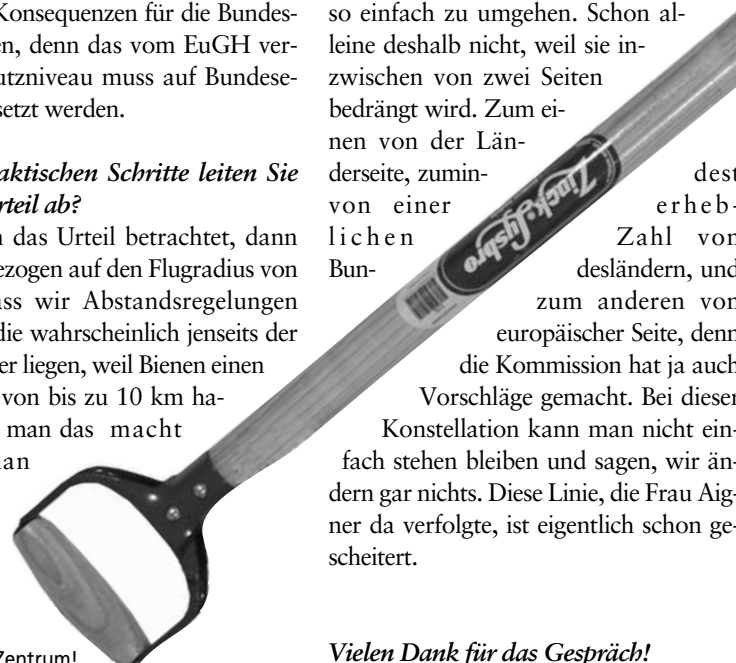 Konsequenzen für die Bundes-
en, denn das vom EuGH ver-
utzniveau muss auf Bundese-
setzt werden.
aktischen Schritte leiten Sie
rteil ab?
n das Urteil betrachtet, dann
ezogen auf den Flugradius von
ass wir Abstandsregelungen
die wahrscheinlich jenseits der
er liegen, weil Bienen einen
von bis zu 10 km ha-
man das macht
an
Zentrum!
so einfach zu umgehen. Schon al-
leine deshalb nicht, weil sie in-
zwischen von zwei Seiten
bedrängt wird. Zum ei-
nen von der Län-
derseite, zumin- dest
von einer erheb-
lichen Zahl von
Bun- desländern, und
zum anderen von
europäischer Seite, denn
die Kommission hat ja auch
Vorschläge gemacht. Bei dieser
Konstellation kann man nicht ein-
fach stehen bleiben und sagen, wir än-
dern gar nichts. Diese Linie, die Frau Aig-
ner da verfolgte, ist eigentlich schon ge-
scheitert.
Vielen Dank für das Gespräch!
Zinck-Lysbro